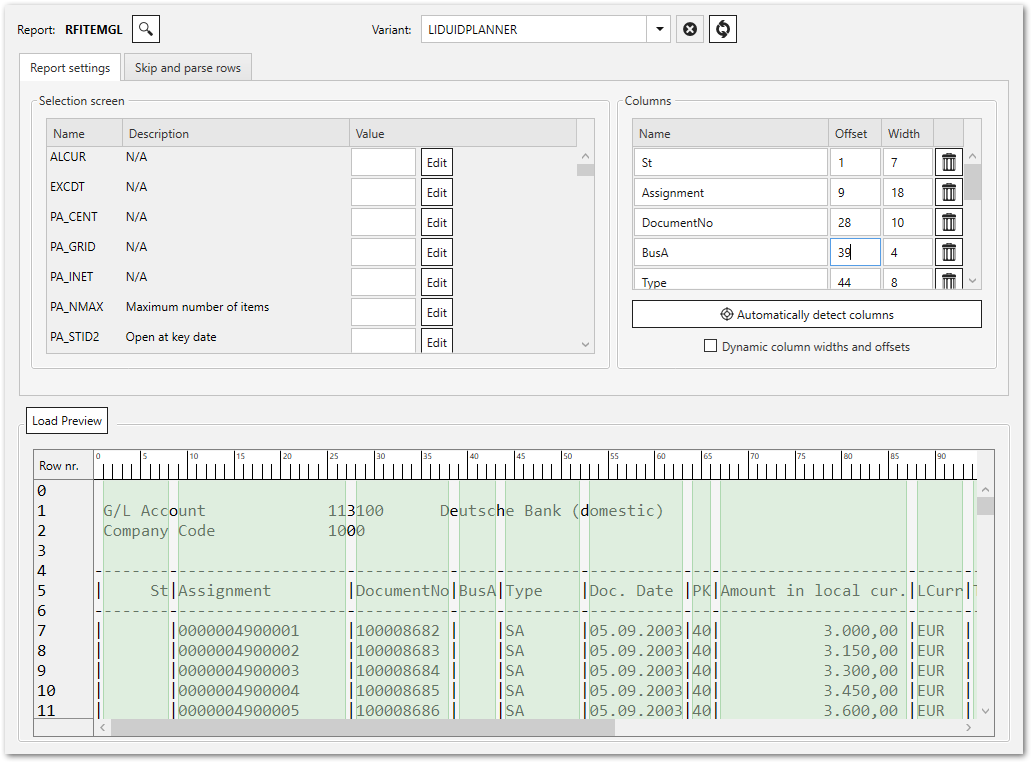 Report: RFITEMGL Variant: LIDUIDPLANNER
Report settings Skip and parse rows
Selection screen
Name Description Value
ALCUR N/A Edit
EXCDT N/A Edit
PA_CENT N/A Edit
PA_GRID N/A Edit
PA_INET N/A Edit
PA_NMAX Maximum number of items Edit
PA_STID2 Open at key date Edit
Columns
Name Offset Width
St 1 7
Assignment 9 18
DocumentNo 28 10
BusA 39 4
Type 44 8
Automatically detect columns
Dynamic column widths and offsets
Load Preview
Row nr. 0 5 10 15 20 25 30 35 40 45 50 55 60 65 70 75 80 85 90
0
1 G/L Account 113100 Deutsche Bank (domestic)
2 Company Code 1000
3
4 ----------------------------------------------------------------------------------------------
5 | St|Assignment |DocumentNo|BusA|Type |Doc. Date |PK|Amount in local cur.|LCurr|T
6 ----------------------------------------------------------------------------------------------
7 | |0000004900001 |100008682 | |SA |05.09.2003|40| 3.000,00 |EUR |
8 | |0000004900002 |100008683 | |SA |05.09.2003|40| 3.150,00 |EUR |
9 | |0000004900003 |100008684 | |SA |05.09.2003|40| 3.300,00 |EUR |
10 | |0000004900004 |100008685 | |SA |05.09.2003|40| 3.450,00 |EUR |
11 | |0000004900005 |100008686 | |SA |05.09.2003|40| 3.600,00 |EUR |